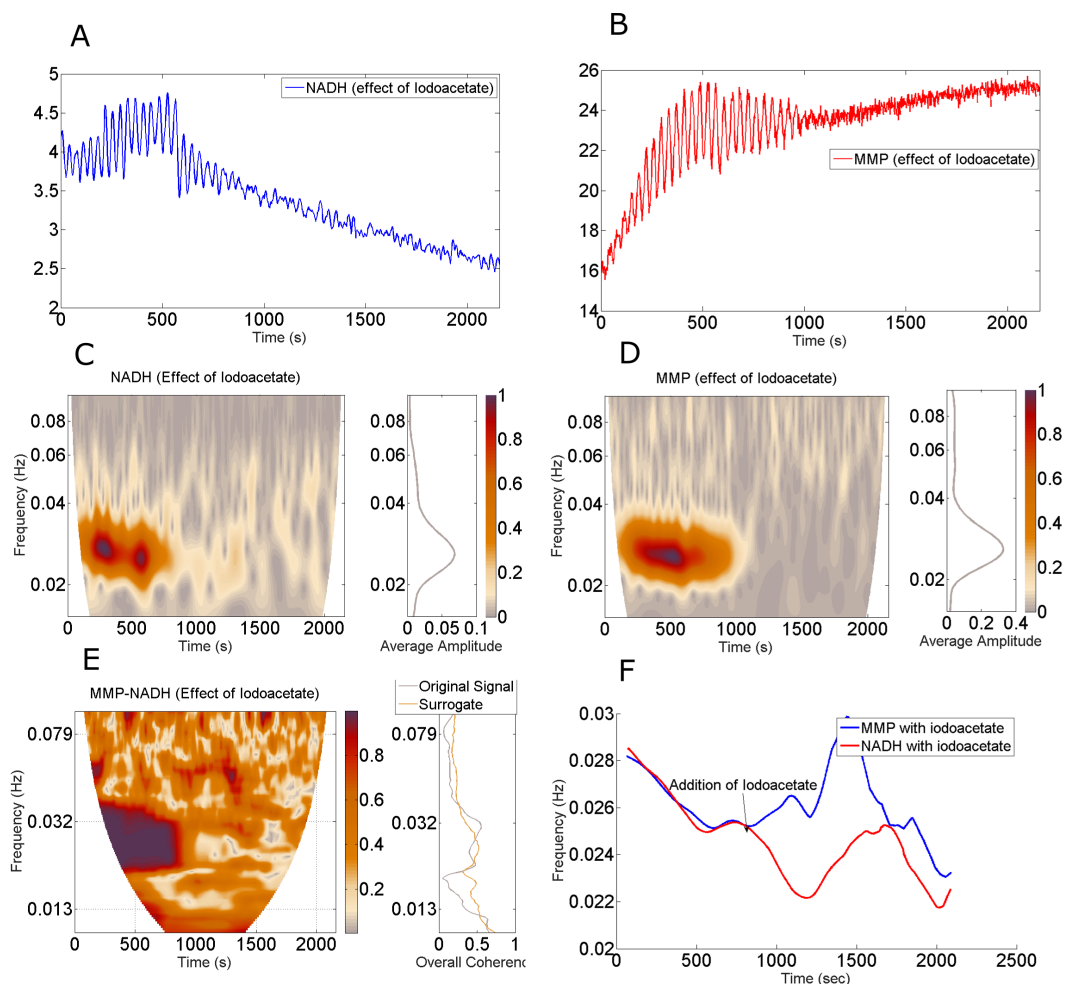 A
B
5
4.5
4
3.5
3
2.5
2
NADH (effect of Iodoacetate)
0 500 1000 1500 2000
Time (s)
26
24
22
20
18
16
14
MMP (effect of Iodoacetate)
0 500 1000 1500 2000
Time (s)
C
NADH (Effect of Iodoacetate)
Frequency (Hz)
0.08
0.06
0.04
0.02
0 500 1000 1500 2000
Time (s)
0.08
0.06
0.04
0.02
0 0.05 0.1
Average Amplitude
1
0.8
0.6
0.4
0.2
0
D
MMP (effect of Iodoacetate)
Frequency (Hz)
0.08
0.06
0.04
0.02
0 500 1000 1500 2000
Time (s)
0.08
0.06
0.04
0.02
0 0.2 0.4
Average Amplitude
1
0.8
0.6
0.4
0.2
0
E
MMP-NADH (Effect of Iodoacetate)
Frequency (Hz)
0.079
0.032
0.013
0 500 1000 1500 2000
Time (s)
0.8
0.6
0.4
0.2
Original Signal
Surrogate
0.079
0.032
0.013
0 0.5 1
Overall Coherenc
F
0.03
0.028
0.026
0.024
0.022
0.02
Frequency (Hz)
MMP with iodoacetate
NADH with iodoacetate
Addition of Iodoacetate
0 500 1000 1500 2000 2500
Time (sec)